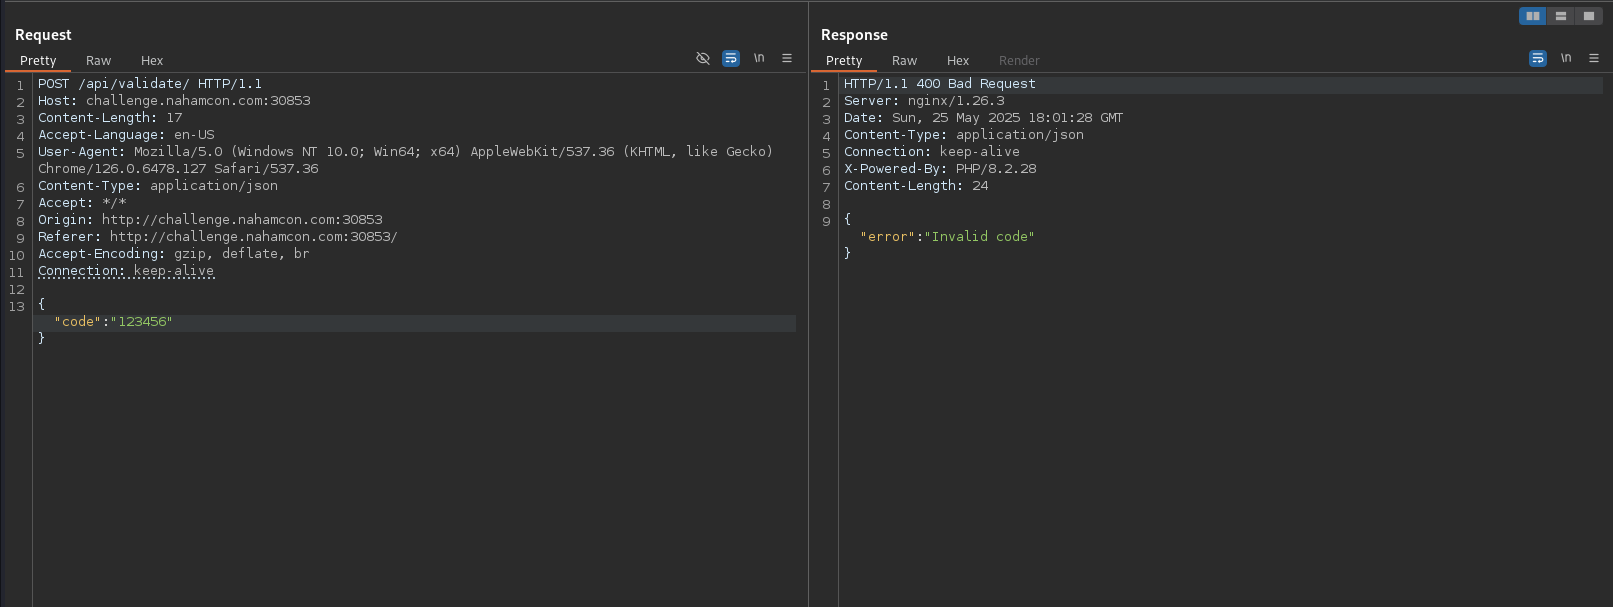 Request
Pretty Raw Hex \n
1 POST /api/validate/ HTTP/1.1
2 Host: challenge.nahamcon.com:30853
3 Content-Length: 17
4 Accept-Language: en-US
5 User-Agent: Mozilla/5.0 (Windows NT 10.0; Win64; x64) AppleWebKit/537.36 (KHTML, like Gecko)
Chrome/126.0.6478.127 Safari/537.36
6 Content-Type: application/json
7 Accept: */*
8 Origin: http://challenge.nahamcon.com:30853
9 Referer: http://challenge.nahamcon.com:30853/
10 Accept-Encoding: gzip, deflate, br
11 Connection: keep-alive
12
13 {
"code":"123456"
}
Response
Pretty Raw Hex Render \n
1 HTTP/1.1 400 Bad Request
2 Server: nginx/1.26.3
3 Date: Sun, 25 May 2025 18:01:28 GMT
4 Content-Type: application/json
5 Connection: keep-alive
6 X-Powered-By: PHP/8.2.28
7 Content-Length: 24
8
9 {
"error":"Invalid code"
}